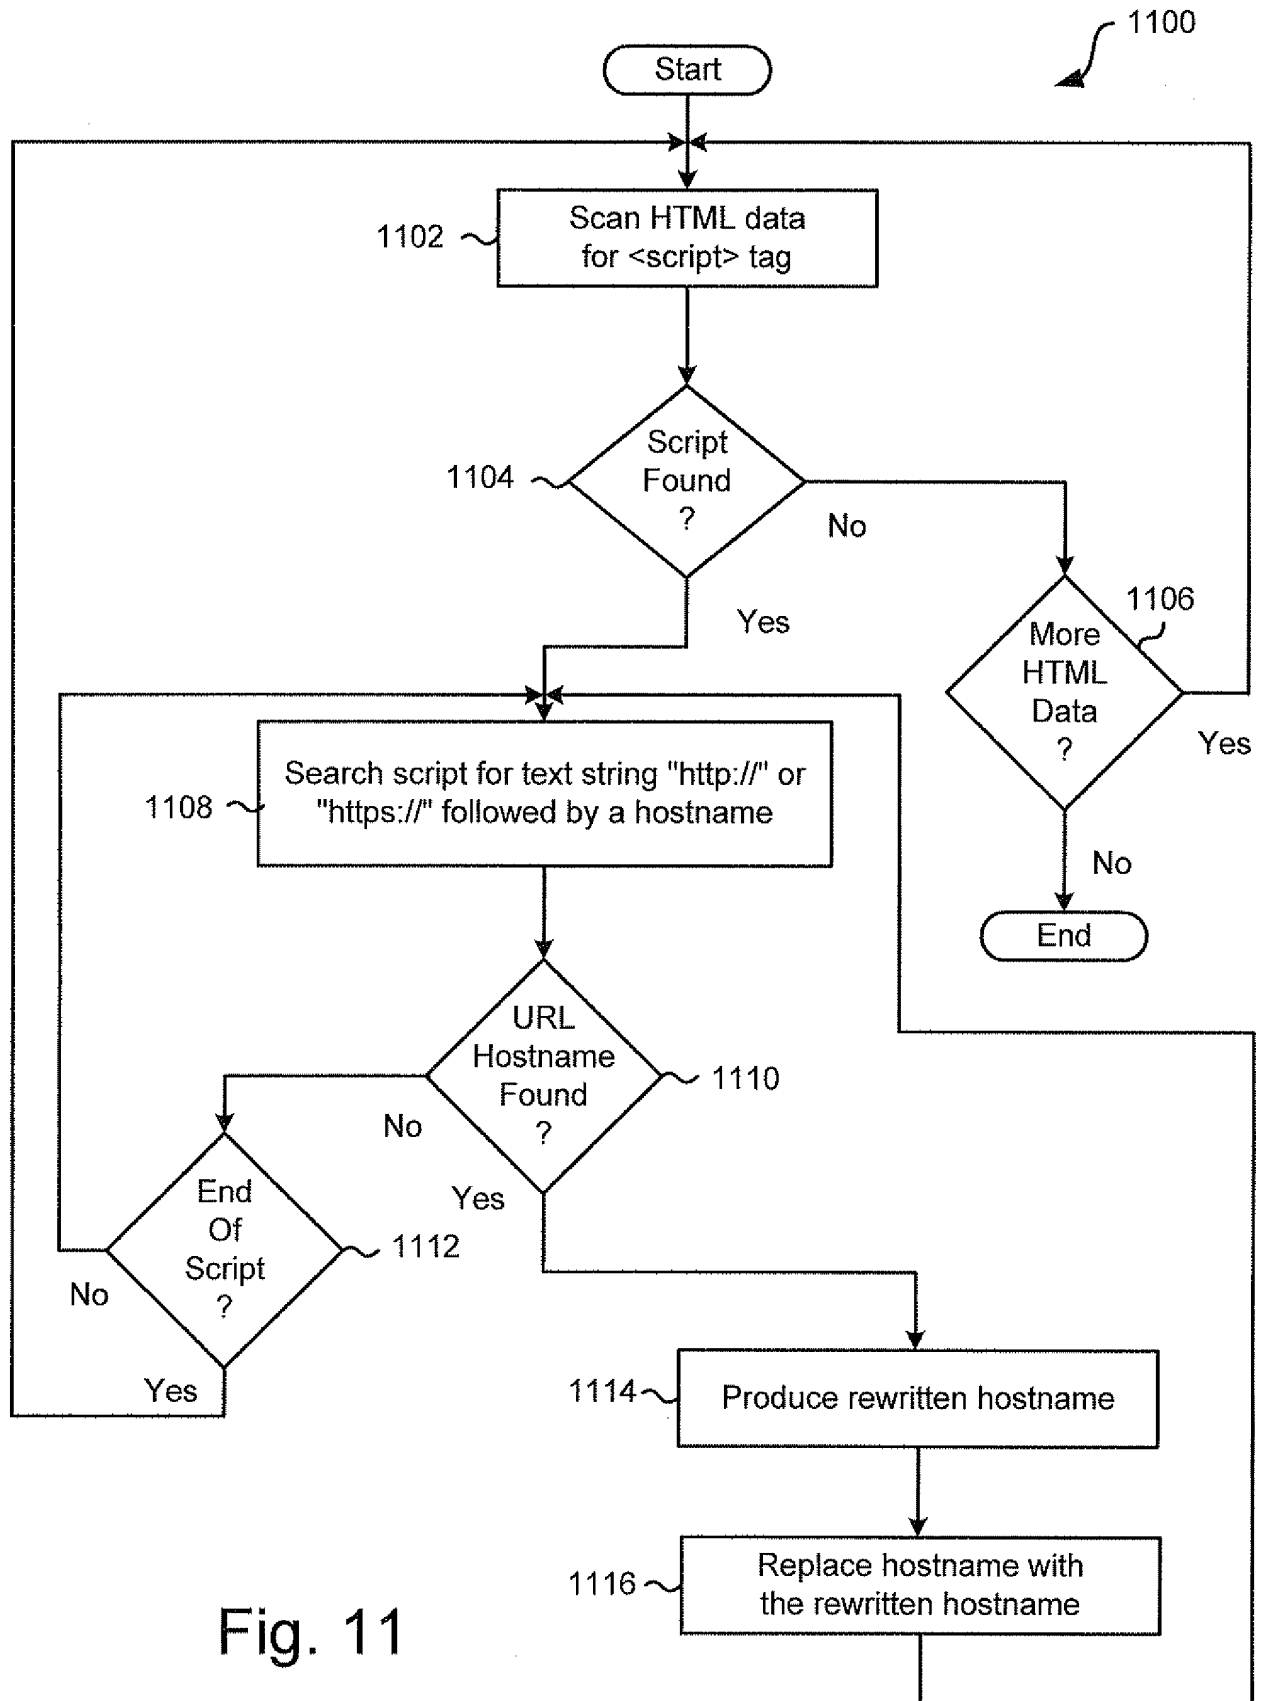 1100
Start
1102
Scan HTML data
for <script> tag
1104
Script
Found
?
No
Yes
1106
More
HTML
Data
?
Yes
No
End
1108
Search script for text string "http://" or
"https://" followed by a hostname
URL
Hostname
Found
?
1110
No
Yes
End
Of
Script
?
1112
No
Yes
1114
Produce rewritten hostname
1116
Replace hostname with
the rewritten hostname
Fig. 11